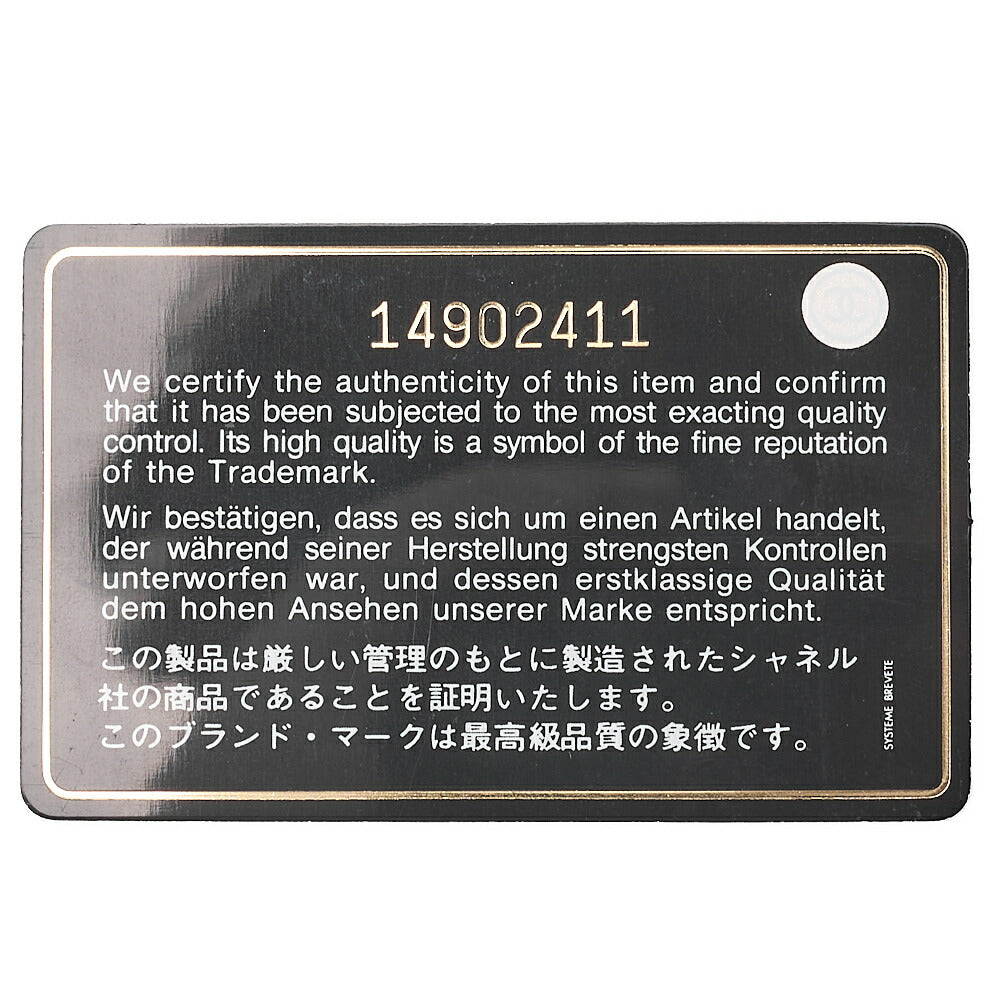 14902411
We certify the authenticity of this item and confirm
that it has been subjected to the most exacting quality
control. Its high quality is a symbol of the fine reputation
of the Trademark.
Wir bestätigen, dass es sich um einen Artikel handelt,
der während seiner Herstellung strengsten Kontrollen
unterworfen war, und dessen erstklassige Qualität
dem hohen Ansehen unserer Marke entspricht.
この製品は厳しい管理のもとに製造されたシャネル
社の商品であることを証明いたします。
このブランド・マークは最高級品質の象徴です。
SYSTEME BREVETE